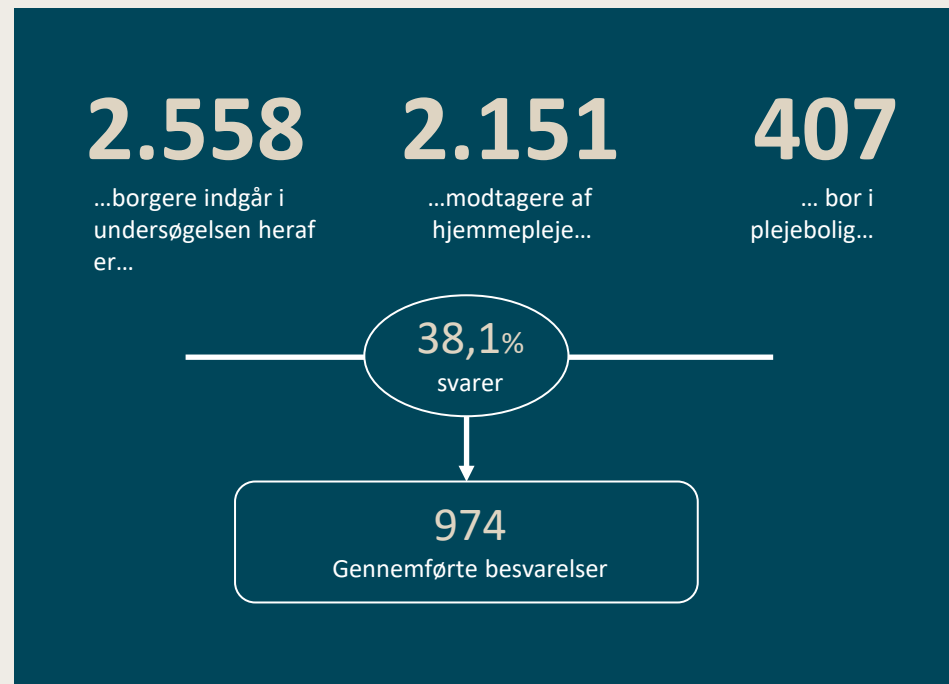 2.558
…borgere indgår i
undersøgelsen heraf
er…
2.151
…modtagere af
hjemmepleje…
407
… bor i
plejebolig…
38,1%
svarer
974
Gennemførte besvarelser